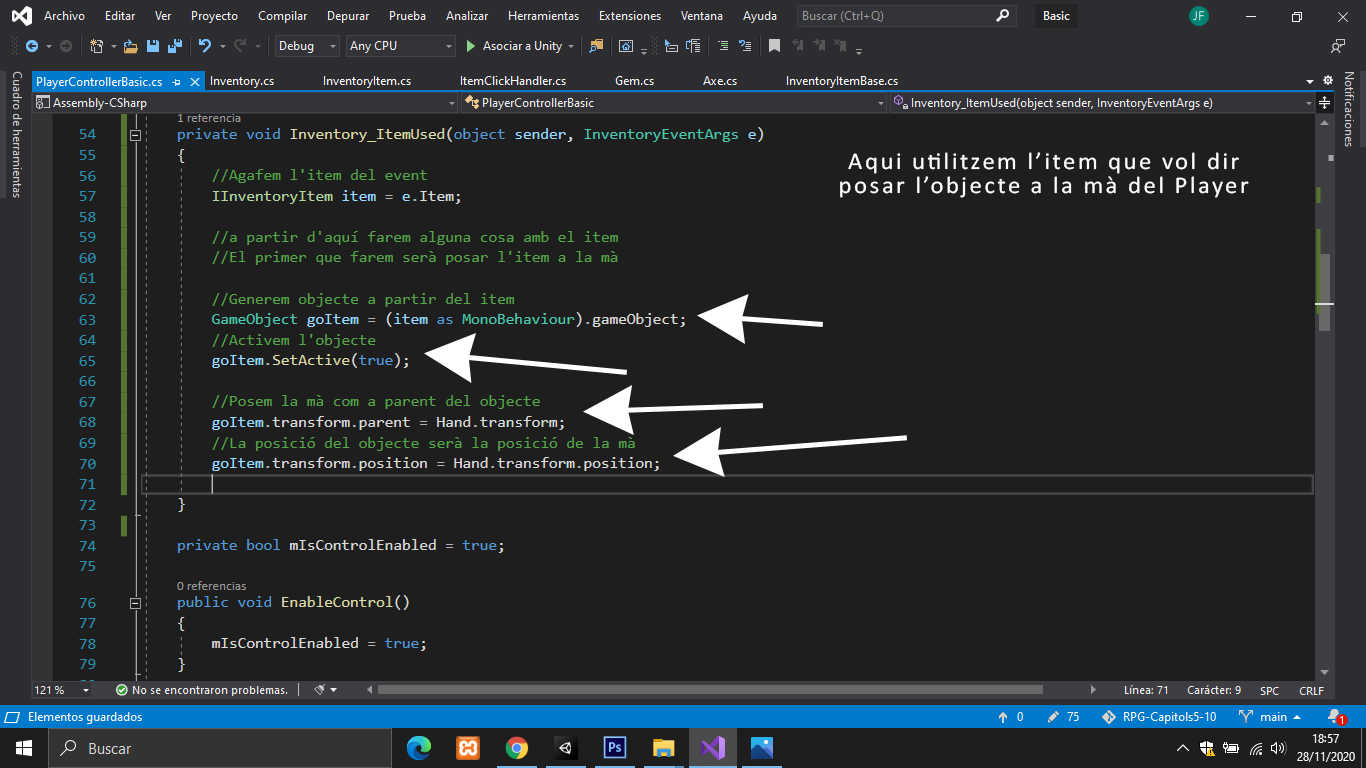 Archivo Editar Ver Proyecto Compilar Depurar Prueba Analizar Herramientas Extensiones Ventana Ayuda Buscar (Ctrl+Q) Basic JF
Debug Any CPU Asociar a Unity
PlayerControllerBasic.cs Inventory.cs InventoryItem.cs ItemClickHandler.cs Gem.cs Axe.cs InventoryItemBase.cs
Assembly-CSharp PlayerControllerBasic Inventory_ItemUsed(object sender, InventoryEventArgs e)
Cuadro de herramientas
Notificaciones
1 referencia
54 private void Inventory_ItemUsed(object sender, InventoryEventArgs e)
55 {
56 //Agafem l'item del event
57 IInventoryItem item = e.Item;
58
59 //a partir d'aquí farem alguna cosa amb el item
60 //El primer que farem serà posar l'item a la mà
61
62 //Generem objecte a partir del item
63 GameObject goItem = (item as MonoBehaviour).gameObject;
64 //Activem l'objecte
65 goItem.SetActive(true);
66
67 //Posem la mà com a parent del objecte
68 goItem.transform.parent = Hand.transform;
69 //La posició del objecte serà la posició de la mà
70 goItem.transform.position = Hand.transform.position;
71
72 }
73
74 private bool mIsControlEnabled = true;
75
0 referencias
76 public void EnableControl()
77 {
78 mIsControlEnabled = true;
79 }
Aqui utilitzem l'item que vol dir
posar l'objecte a la mà del Player
121 % No se encontraron problemas. Línea: 71 Carácter: 9 SPC CRLF
Elementos guardados 0 75 RPG-Capitols5-10 main 1
Buscar Ps 18:57
28/11/2020